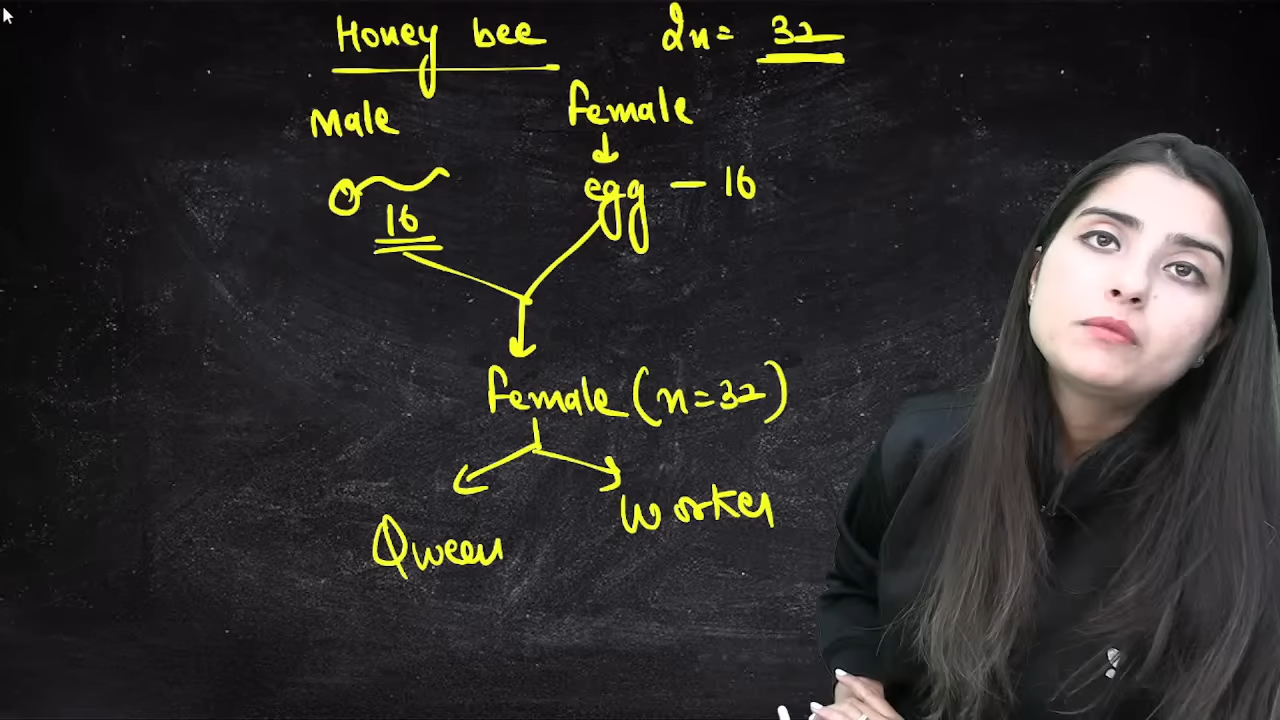 Honey bee 2n= 32
Male Female
16 egg - 16
Female (n=32)
Queen Worker